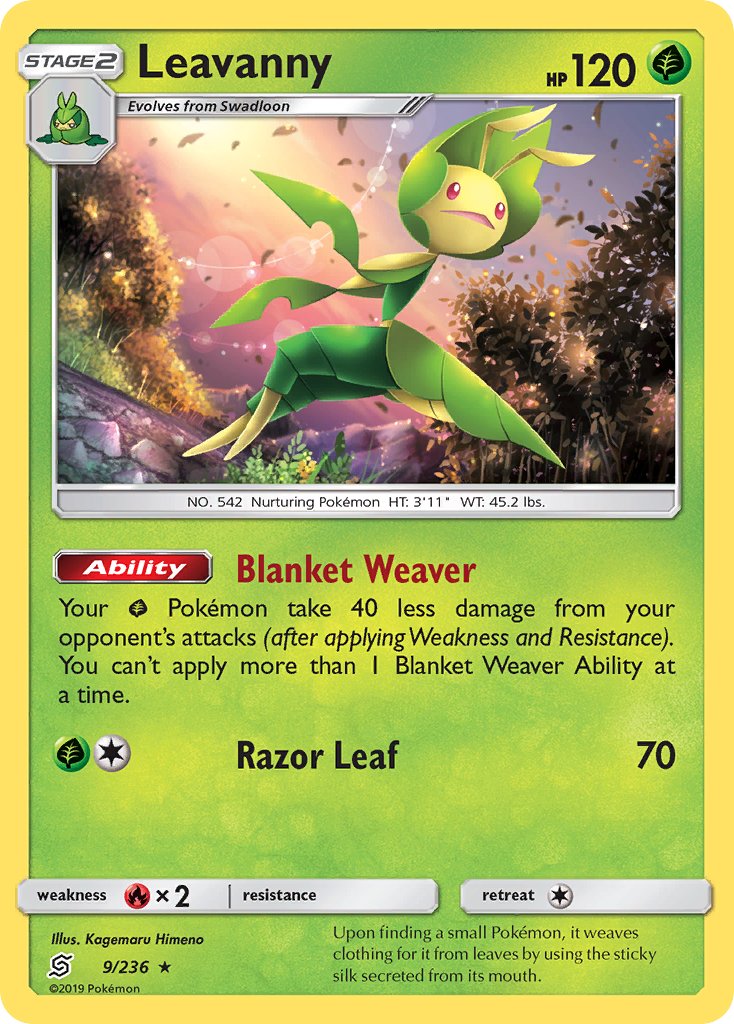 STAGE2
Leavanny
HP 120
Evolves from Swadloon
NO. 542 Nurturing Pokémon HT: 3'11" WT: 45.2 lbs.
Ability Blanket Weaver
Your Pokémon take 40 less damage from your
opponent's attacks (after applying Weakness and Resistance).
You can't apply more than 1 Blanket Weaver Ability at
a time.
Razor Leaf 70
weakness × 2 resistance retreat
Illus. Kagemaru Himeno
9/236 ★
©2019 Pokémon
Upon finding a small Pokémon, it weaves
clothing for it from leaves by using the sticky
silk secreted from its mouth.